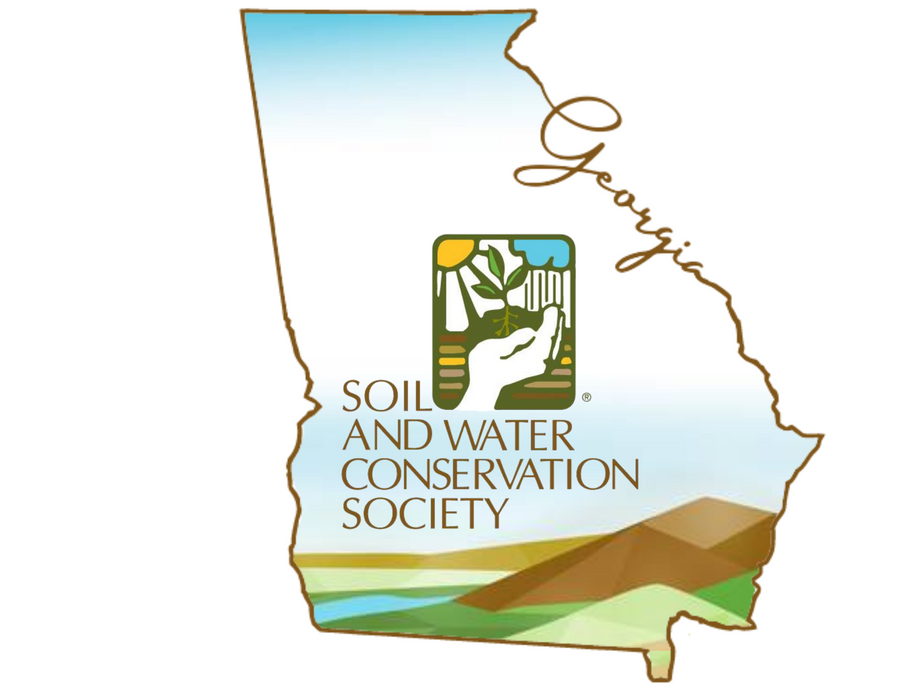 Georgia
SOIL
®
AND WATER
CONSERVATION
SOCIETY